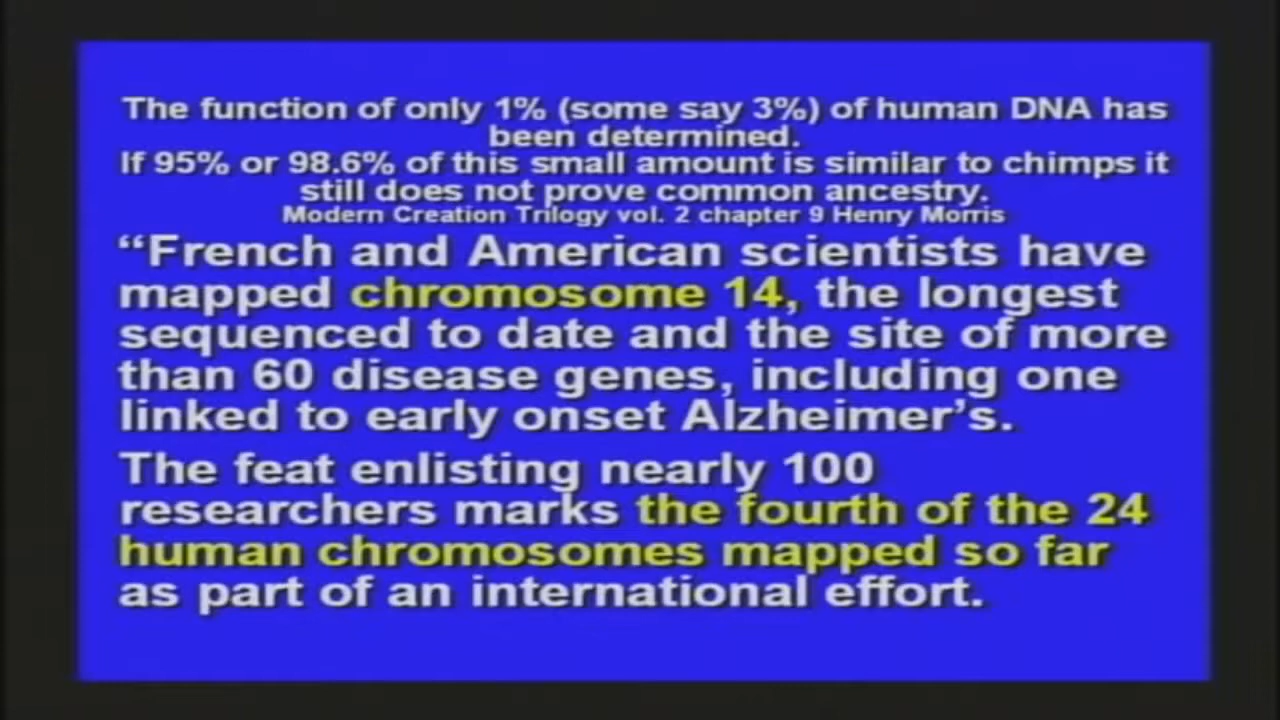 The function of only 1% (some say 3%) of human DNA has
been determined.
If 95% or 98.6% of this small amount is similar to chimps it
still does not prove common ancestry.
Modern Creation Trilogy vol. 2 chapter 9 Henry Morris
“French and American scientists have
mapped chromosome 14, the longest
sequenced to date and the site of more
than 60 disease genes, including one
linked to early onset Alzheimer’s.
The feat enlisting nearly 100
researchers marks the fourth of the 24
human chromosomes mapped so far
as part of an international effort.